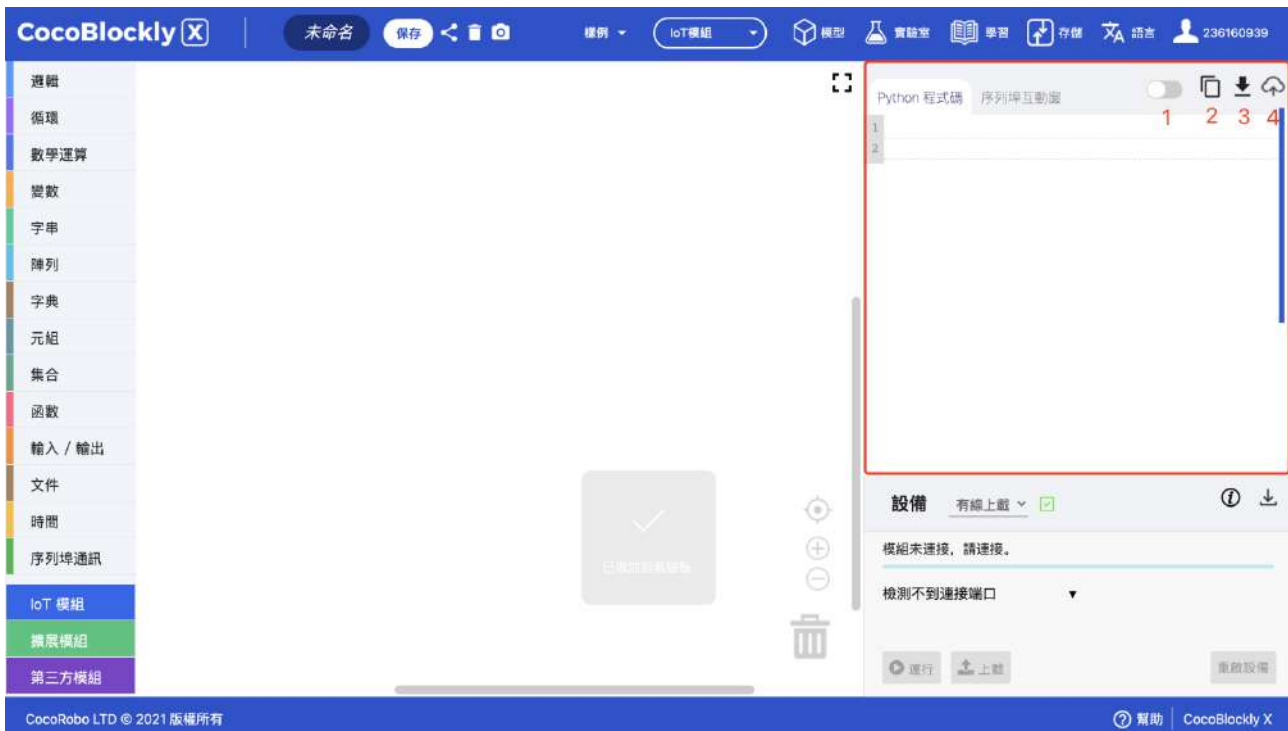 CocoBlockly X
未命名
保存
樣例
IoT模組
模型
實驗室
學習
存儲
語言
236160939
邏輯
循環
數學運算
變數
字串
陣列
字典
元組
集合
函數
輸入 / 輸出
文件
時間
序列埠通訊
IoT 模組
擴展模組
第三方模組
Python 程式碼
序列埠互動窗
1 2 3 4
1
2
設備
有線上載
模組未連接，請連接。
檢測不到連接端口
運行
上載
重啟設備
CocoRobo LTD © 2021 版權所有
幫助
CocoBlockly X